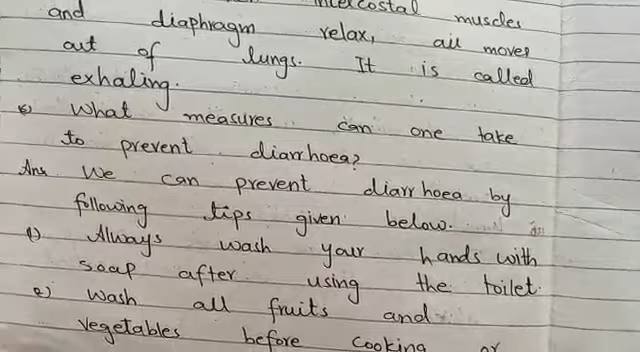 intercostal muscles
and diaphragm relax, air moves
out of lungs. It is called
exhaling.
6) What measures can one take
to prevent diarrhoea?
Ans We can prevent diarrhoea by
following tips given below.
1) Always wash your hands with
soap after using the toilet.
2) Wash all fruits and
vegetables before cooking or